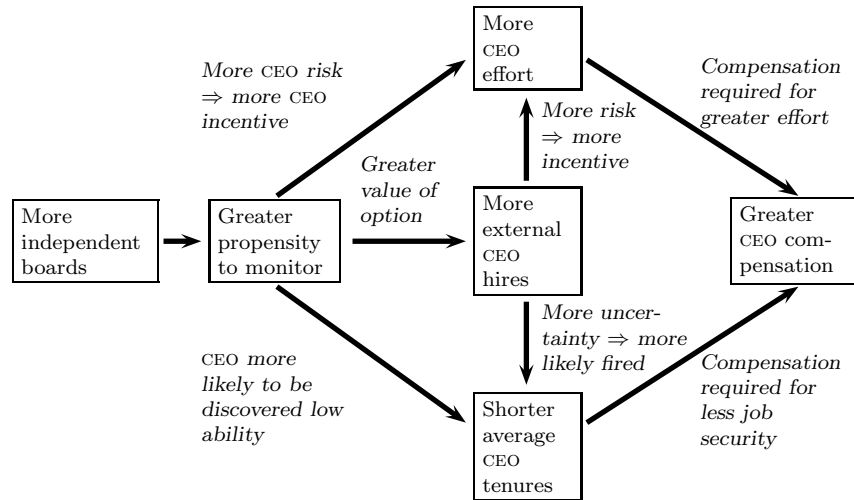 More
CEO
effort
More CEO risk
⇒ more CEO
incentive
Compensation
required for
greater effort
More risk
⇒ more
incentive
Greater
value of
option
More
independent
boards
Greater
propensity
to monitor
More
external
CEO
hires
Greater
CEO com-
pensation
More uncer-
tainty ⇒ more
likely fired
CEO more
likely to be
discovered low
ability
Compensation
required for
less job
security
Shorter
average
CEO
tenures